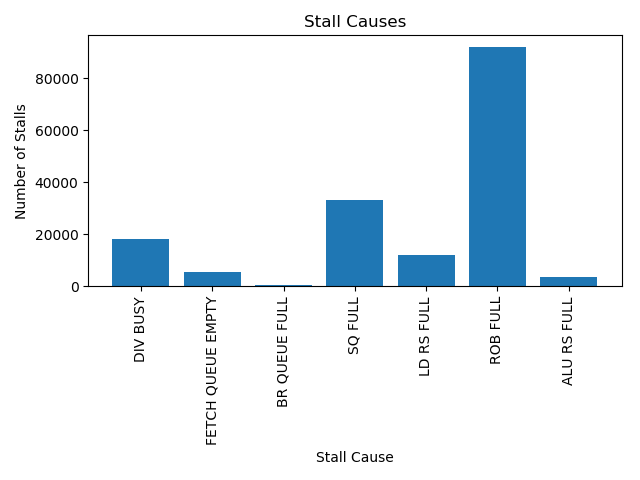 Stall Causes
Number of Stalls
80000
60000
40000
20000
0
DIV BUSY
FETCH QUEUE EMPTY
BR QUEUE FULL
SQ FULL
LD RS FULL
ROB FULL
ALU RS FULL
Stall Cause